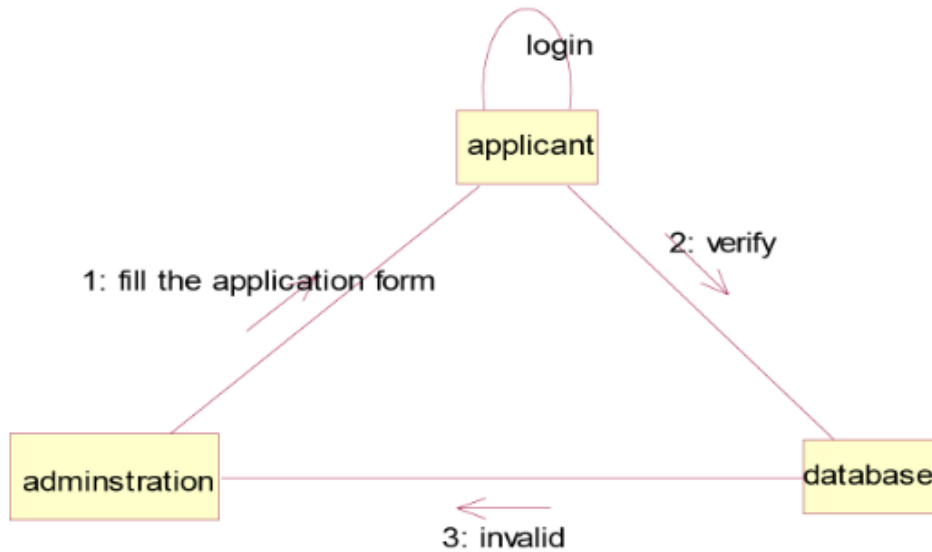 login
applicant
2: verify
1: fill the application form
adminstration
database
3: invalid